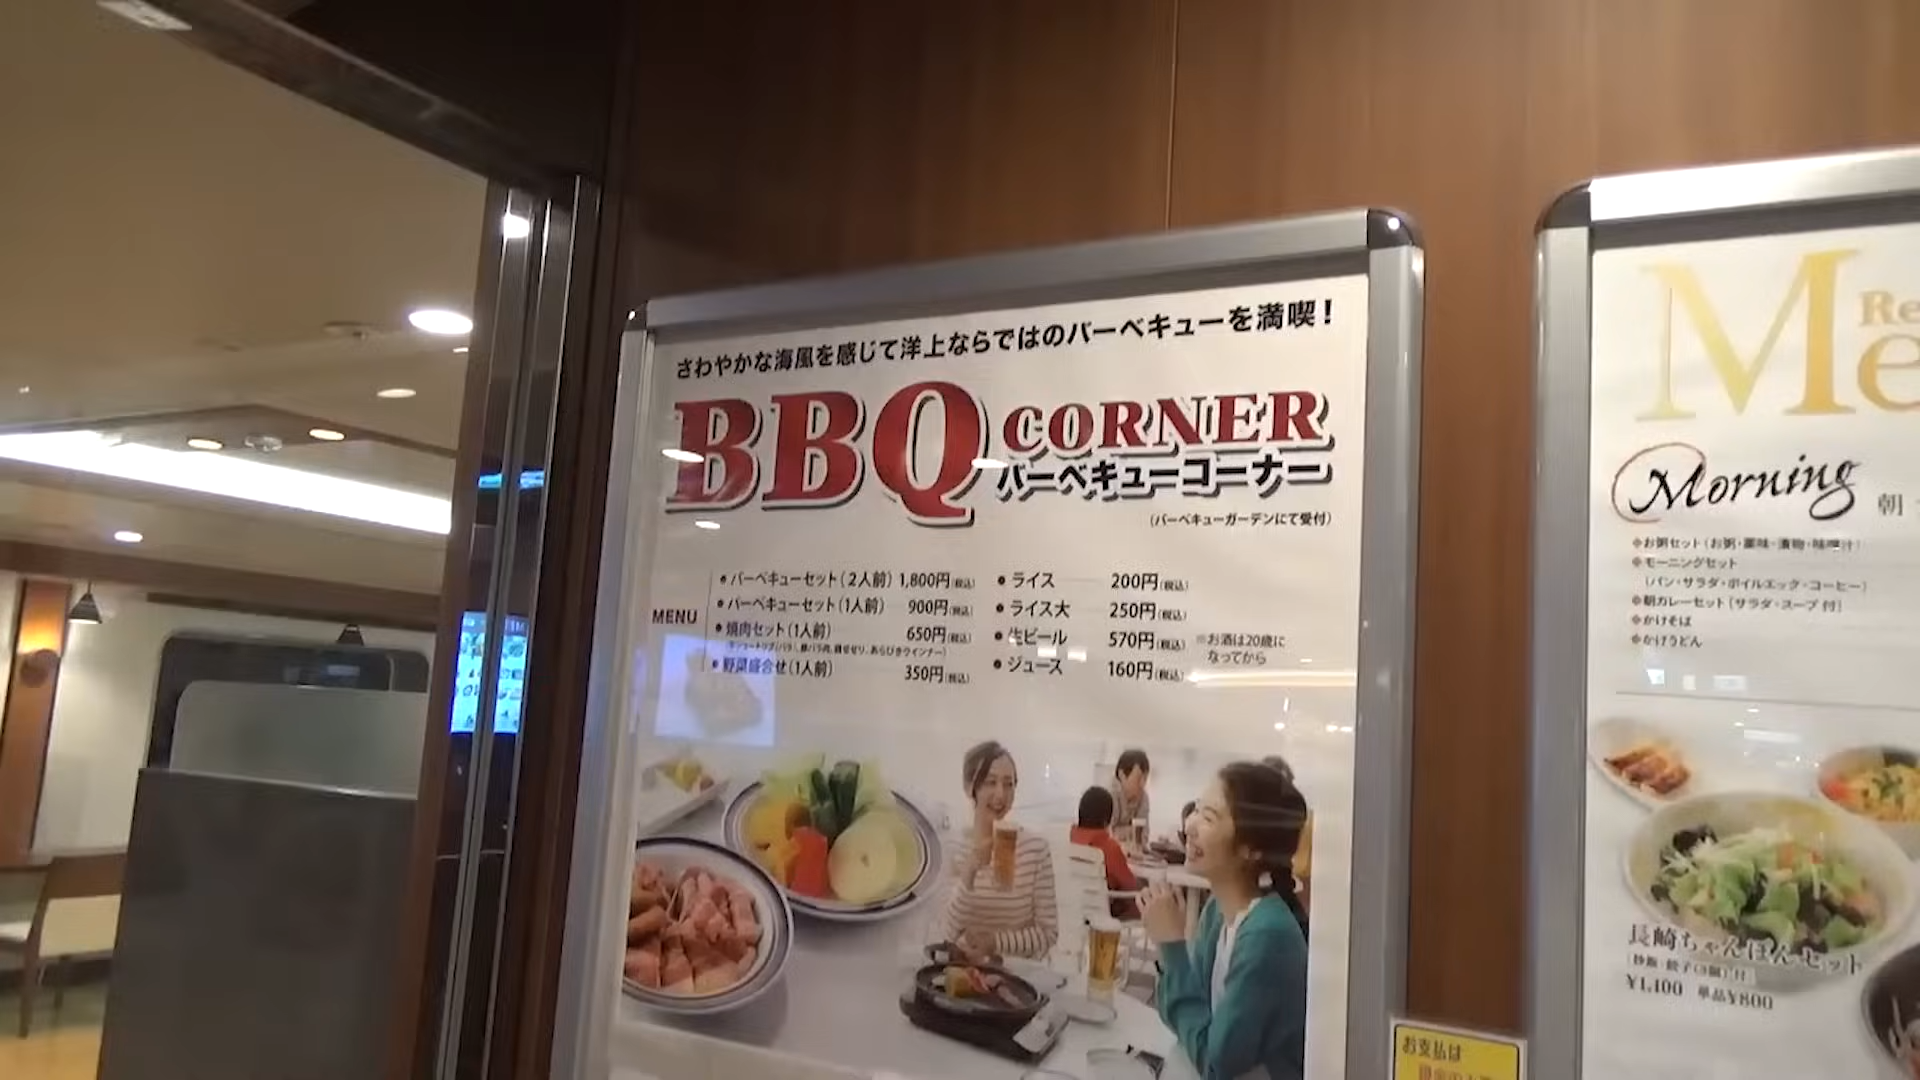 さわやかな海風を感じて洋上ならではのバーベキューを満喫！
BBQ CORNER
バーベキューコーナー
(バーベキューガーデンにて受付)
MENU
●バーベキューセット(2人前) 1,800円(税込)
●バーベキューセット(1人前) 900円(税込)
●焼肉セット(1人前) 650円(税込)
●野菜盛合せ(1人前) 350円(税込)
●ライス 200円(税込)
●ライス大 250円(税込)
●生ビール 570円(税込)
※お酒は20歳に
なってから
●ジュース 160円(税込)
Re
Me
Morning 朝
❖お粥セット(お粥・薬味・漬物・味噌汁)
❖モーニングセット
(パン・サラダ・ボイルエッグ・コーヒー)
❖朝カレーセット(サラダ・スープ付)
❖かけそば
❖かけうどん
長崎ちゃんぽんセット
¥1,100 単品¥800
お支払は